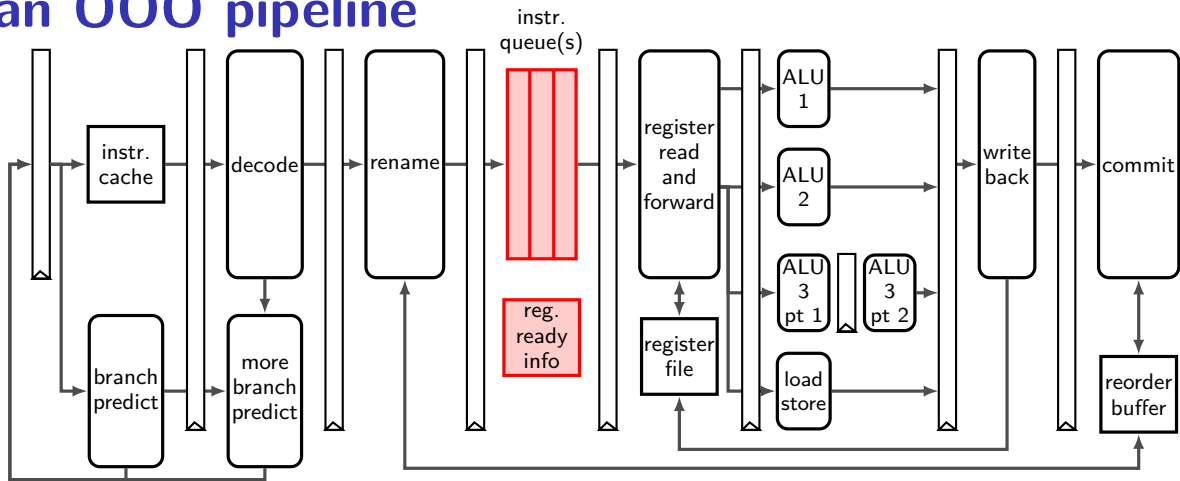 an OOO pipeline
instr.
queue(s)
instr.
cache
decode
rename
register
read
and
forward
ALU
1
ALU
2
ALU
3
pt 1
ALU
3
pt 2
load
store
write
back
commit
branch
predict
more
branch
predict
reg.
ready
info
register
file
reorder
buffer